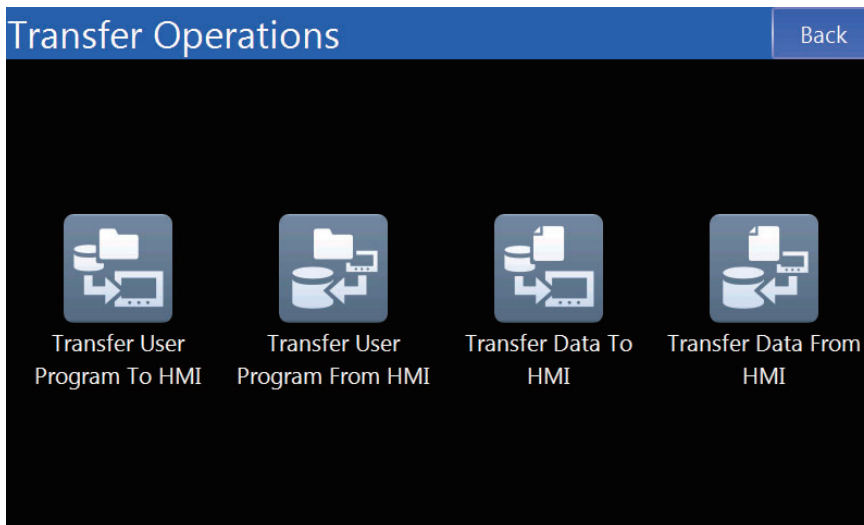 Transfer Operations
Back
Transfer User
Program To HMI
Transfer User
Program From HMI
Transfer Data To
HMI
Transfer Data From
HMI